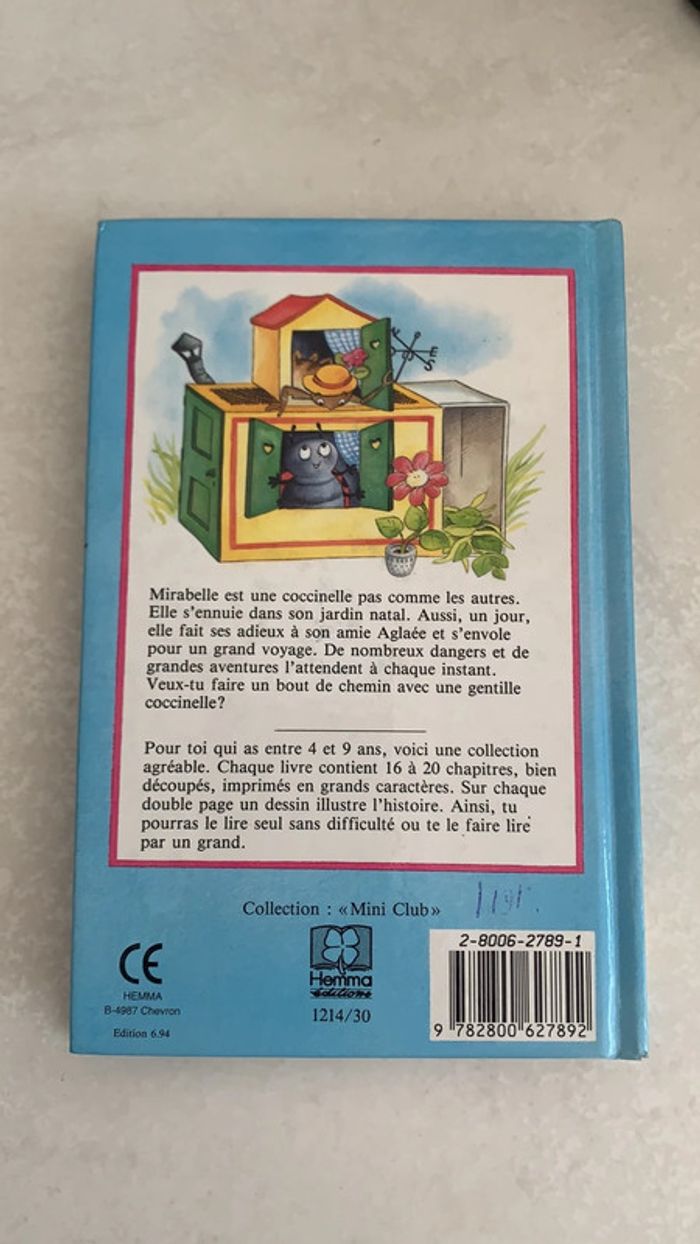 E
S
Mirabelle est une coccinelle pas comme les autres.
Elle s'ennuie dans son jardin natal. Aussi, un jour,
elle fait ses adieux à son amie Aglaée et s'envole
pour un grand voyage. De nombreux dangers et de
grandes aventures l'attendent à chaque instant.
Veux-tu faire un bout de chemin avec une gentille
coccinelle?
Pour toi qui as entre 4 et 9 ans, voici une collection
agréable. Chaque livre contient 16 à 20 chapitres, bien
découpés, imprimés en grands caractères. Sur chaque
double page un dessin illustre l'histoire. Ainsi, tu
pourras le lire seul sans difficulté ou te le faire lire
par un grand.
Collection : «Mini Club»
CE
HEMMA
B-4987 Chevron
Edition 6.94
Hemma
éditions
1214/30
2-8006-2789-1
9 782800 627892